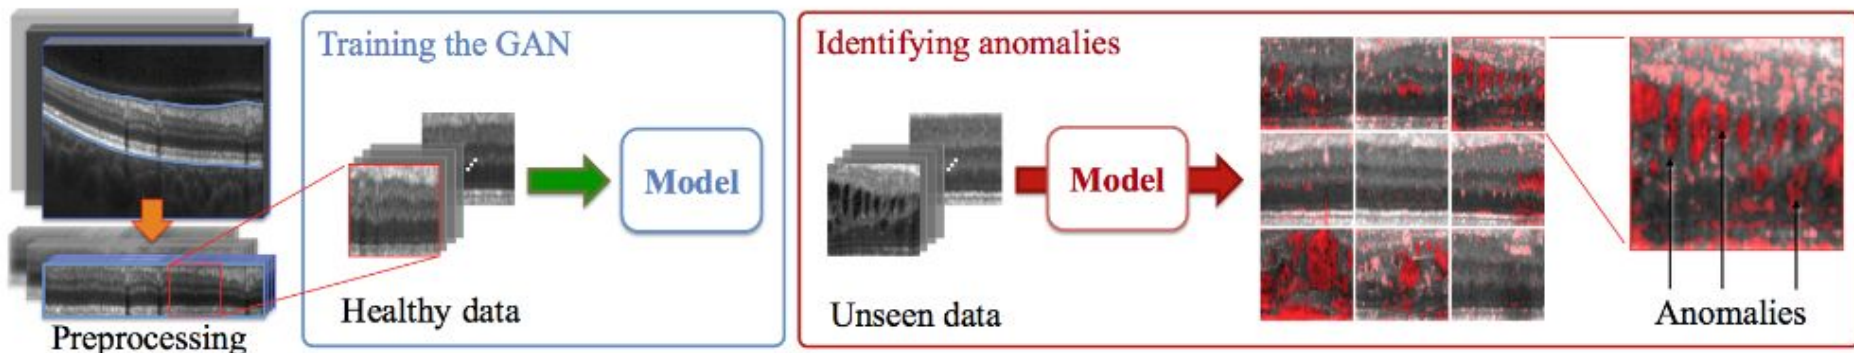 Training the GAN
Identifying anomalies
Model
Model
Healthy data
Unseen data
Anomalies
Preprocessing